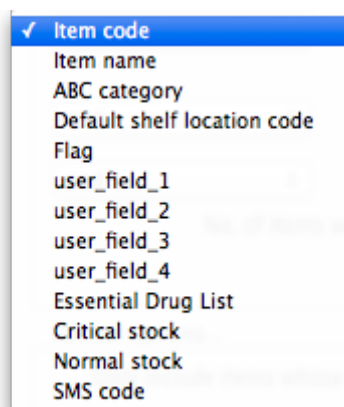 ✓ Item code
Item name
ABC category
Default shelf location code
Flag
user_field_1
user_field_2
user_field_3
user_field_4
Essential Drug List
Critical stock
Normal stock
SMS code